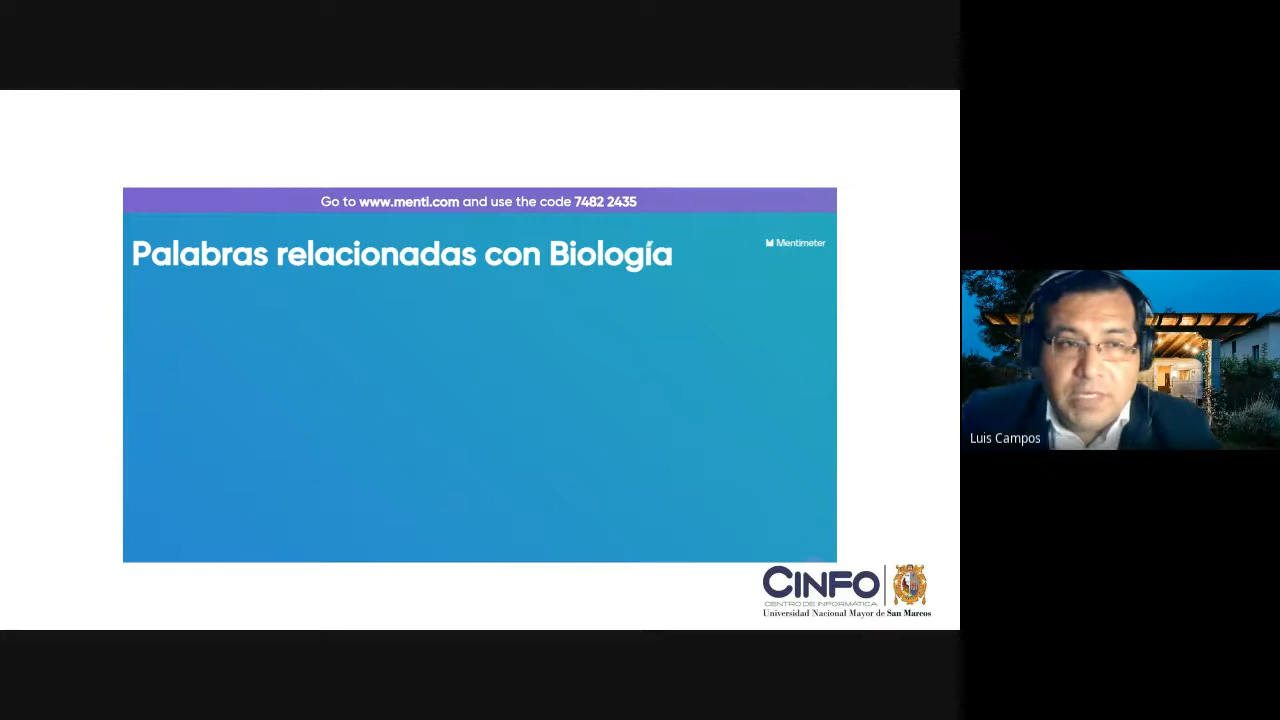 Go to www.menti.com and use the code 7482 2435
Palabras relacionadas con Biología
Mentimeter
Luis Campos
CINFO
CENTRO DE INFORMÁTICA
Universidad Nacional Mayor de San Marcos